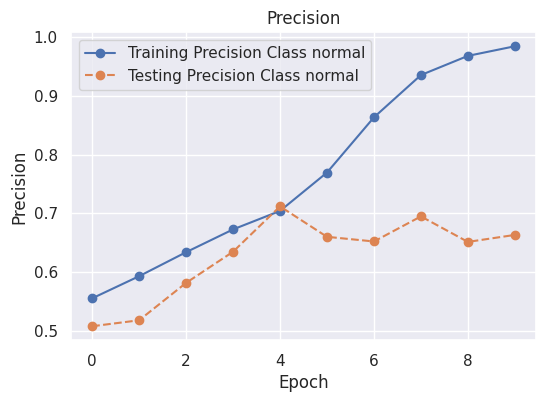 Precision
Training Precision Class normal
Testing Precision Class normal
Precision
1.0
0.9
0.8
0.7
0.6
0.5
0 2 4 6 8
Epoch